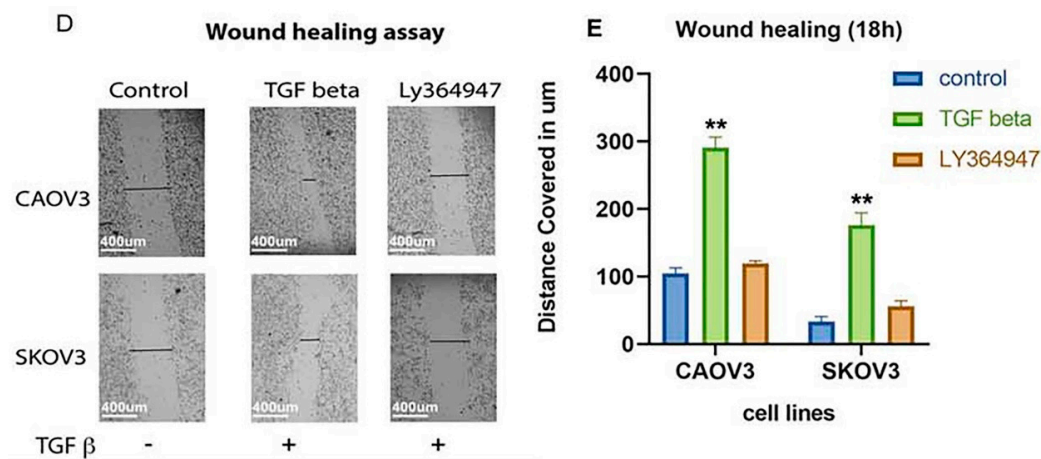 D
Wound healing assay
Control TGF beta Ly364947
CAOV3
400um 400um 400um
SKOV3
400um 400um 400um
TGF β - + +
E Wound healing (18h)
Distance Covered in um
400
300
200
100
0
** **
control
TGF beta
LY364947
CAOV3 SKOV3
cell lines